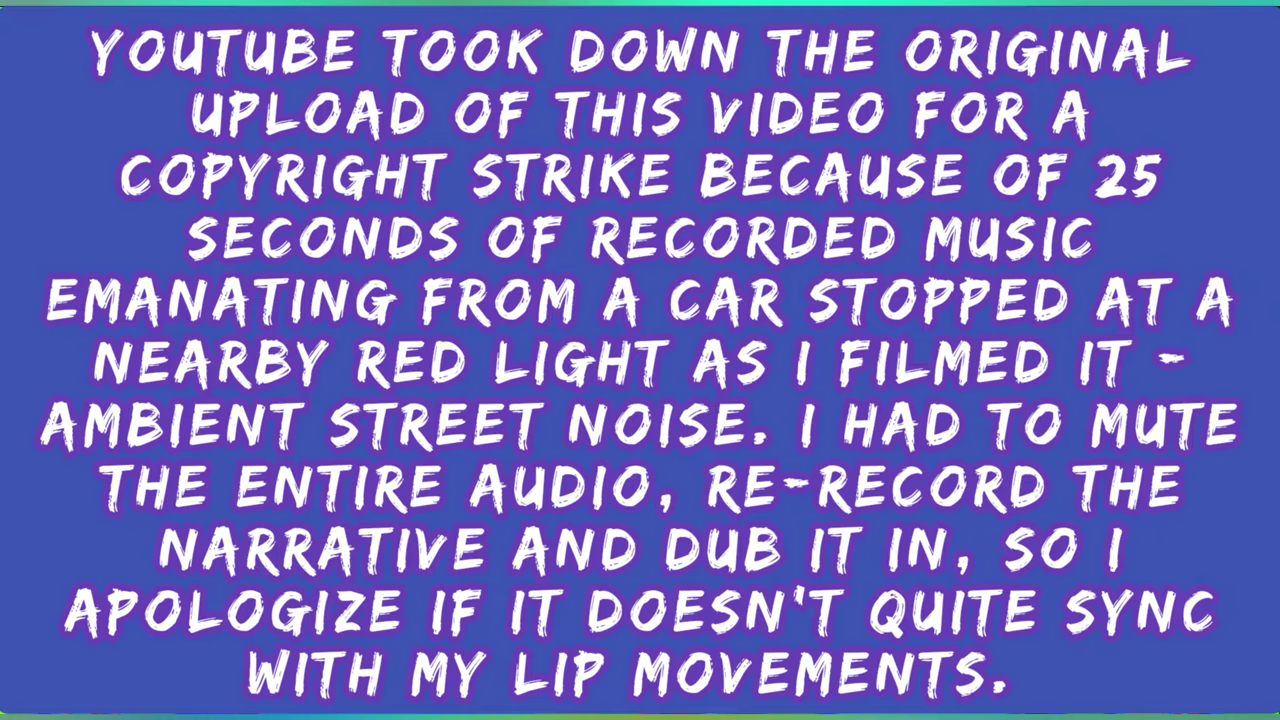 YOUTUBE TOOK DOWN THE ORIGINAL
UPLOAD OF THIS VIDEO FOR A
COPYRIGHT STRIKE BECAUSE OF 25
SECONDS OF RECORDED MUSIC
EMANATING FROM A CAR STOPPED AT A
NEARBY RED LIGHT AS I FILMED IT -
AMBIENT STREET NOISE. I HAD TO MUTE
THE ENTIRE AUDIO, RE-RECORD THE
NARRATIVE AND DUB IT IN, SO I
APOLOGIZE IF IT DOESN'T QUITE SYNC
WITH MY LIP MOVEMENTS.